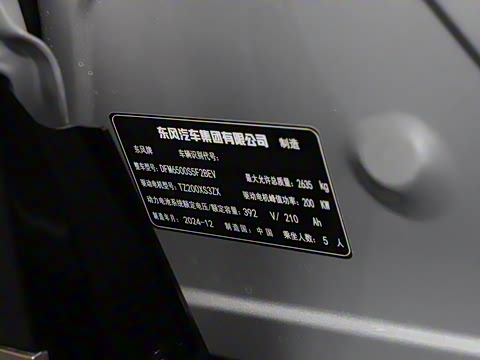 东风汽车集团有限公司 制造
东风牌 车辆识别代号:
整车型号: DFM6500S5F2BEV 最大允许总质量: 2635 kg
驱动电机型号: TZ200XS3ZX 驱动电机峰值功率: 200 KW
动力电池系统额定电压/额定容量: 392 V/ 210 Ah
制造年月: 2024-12 制造国: 中国 乘坐人数: 5 人